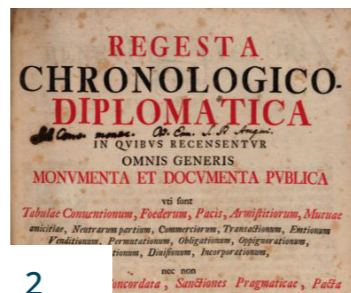 REGESTA
CHRONOLOGICO-
DIPLOMATICA
IN QVIBVS RECENSENTVR
OMNIS GENERIS
MONVMENTA ET DOCVMENTA PVBLICA
vti sunt
Tabulae Conuentionum, Foederum, Pacis, Armistitiorum, Mutuae
amicitiae, Neutrarum partium, Commerciorum, Transactionum, Emtionum
Venditionum, Permutationum, Obligationum, Oppignorationum,
Diuisionum, Incorporationum,
nec non
Concordata, Sanctiones Pragmaticae, Pacta
2